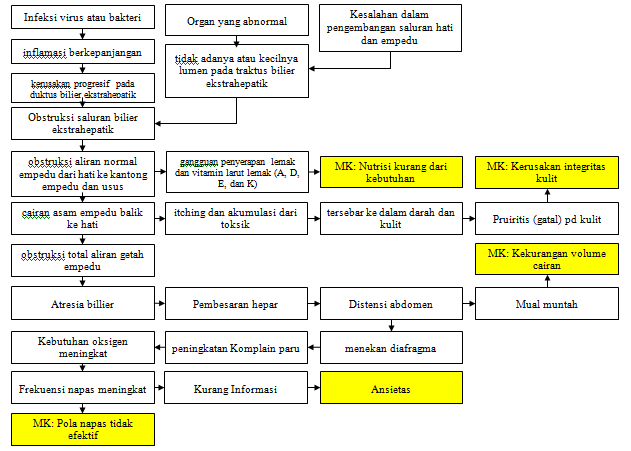 Infeksi virus atau bakteri
Organ yang abnormal
Kesalahan dalam
pengembangan saluran hati
dan empedu
inflamasi berkepanjangan
tidak adanya atau kecilnya
lumen pada traktus bilier
ekstrahepatik
kerusakan progresif pada
duktus bilier ekstrahepatik
Obstruksi saluran bilier
ekstrahepatik
obstruksi aliran normal
empedu dari hati ke kantong
empedu dan usus
gangguan penyerapan lemak
dan vitamin larut lemak (A, D,
E, dan K)
MK: Nutrisi kurang dari
kebutuhan
MK: Kerusakan integritas
kulit
cairan asam empedu balik
ke hati
itching dan akumulasi dari
toksik
tersebar ke dalam darah dan
kulit
Pruiritis (gatal) pd kulit
obstruksi total aliran getah
empedu
MK: Kekurangan volume
cairan
Atresia billier
Pembesaran hepar
Distensi abdomen
Mual muntah
Kebutuhan oksigen
meningkat
peningkatan Komplain paru
menekan diafragma
Frekuensi napas meningkat
Kurang Informasi
Ansietas
MK: Pola napas tidak
efektif